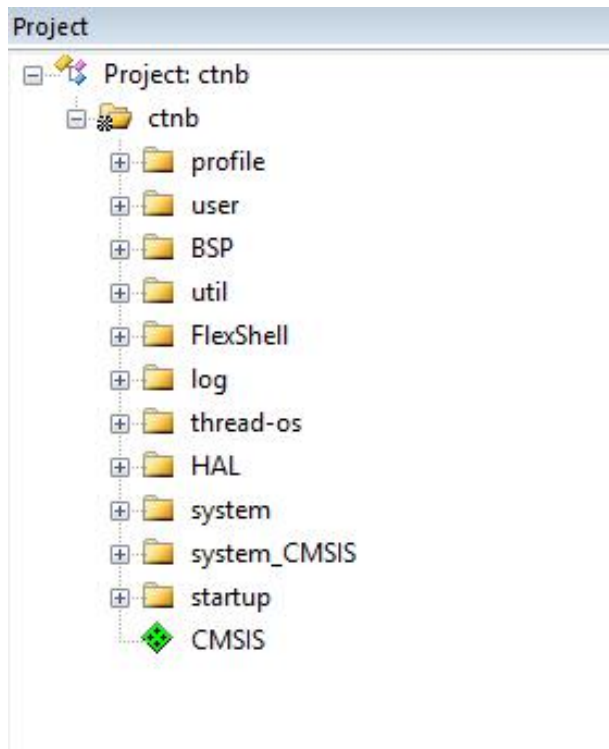 Project
Project: ctnb
ctnb
profile
user
BSP
util
FlexShell
log
thread-os
HAL
system
system_CMSIS
startup
CMSIS